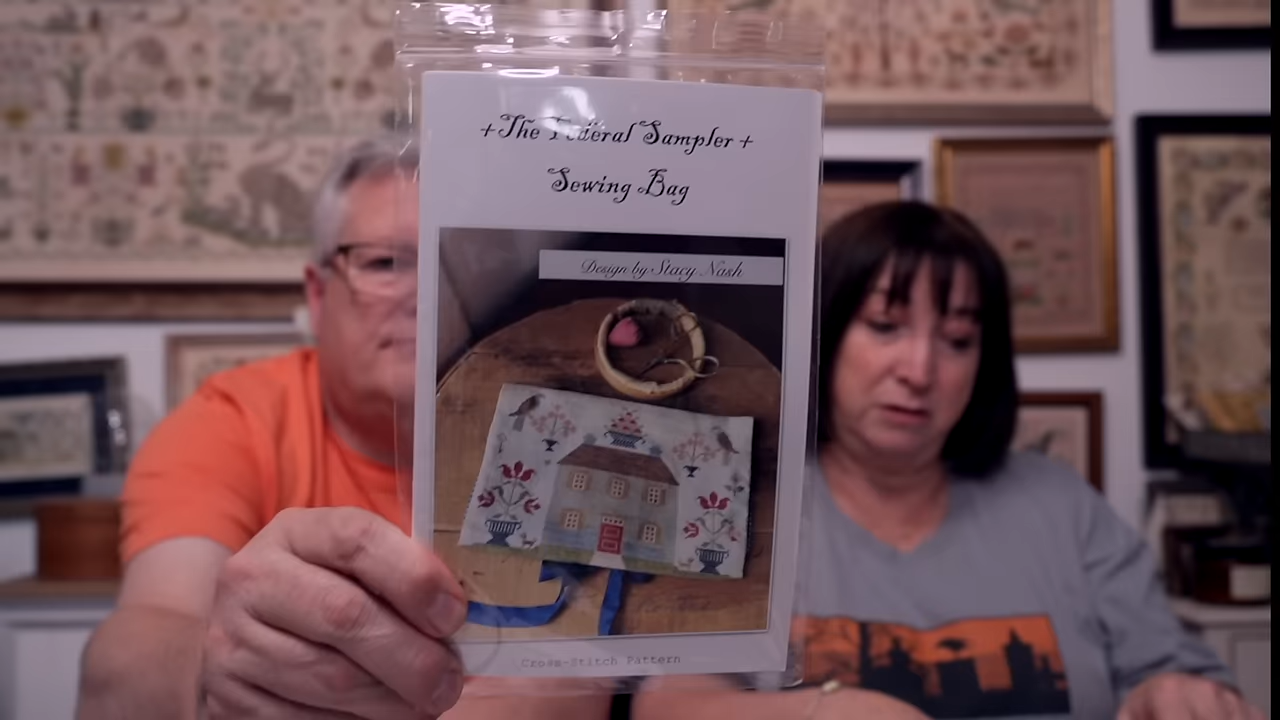 +The Federal Sampler+
Sewing Bag
Design by Stacy Nash
Cross-Stitch Pattern